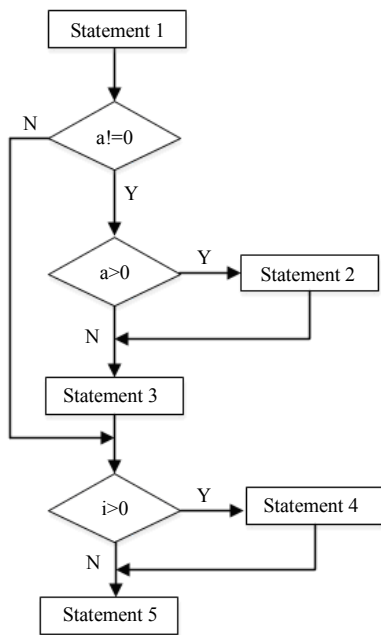 Statement 1
N
a!=0
Y
a>0
Y
Statement 2
N
Statement 3
i>0
Y
Statement 4
N
Statement 5